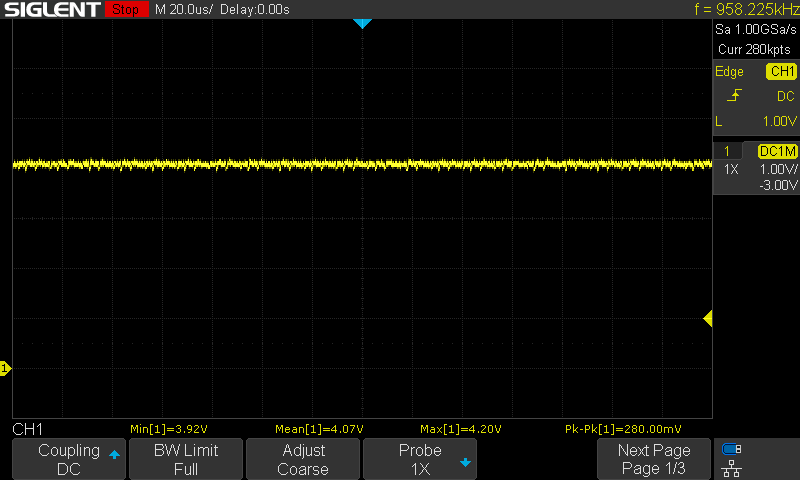 SIGLENT Stop M 20.0us/ Delay:0.00s f = 958.225kHz
Sa 1.00GSa/s
Curr 280kpts
Edge CH1
DC
L 1.00V
1 DC1M
1X 1.00V/
-3.00V
1
CH1 Min[1]=3.92V Mean[1]=4.07V Max[1]=4.20V Pk-Pk[1]=280.00mV
Coupling BW Limit Adjust Probe Next Page
DC Full Coarse 1X Page 1/3